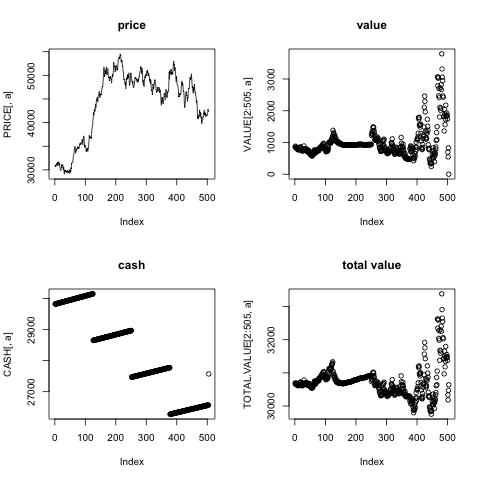 price
PRICE[, a]
30000 40000 50000
0 100 200 300 400 500
Index
value
VALUE[2:505, a]
0 1000 2000 3000
0 100 200 300 400 500
Index
cash
CASH[, a]
27000 29000
0 100 200 300 400 500
Index
total value
TOTAL.VALUE[2:505, a]
30000 32000
0 100 200 300 400 500
Index